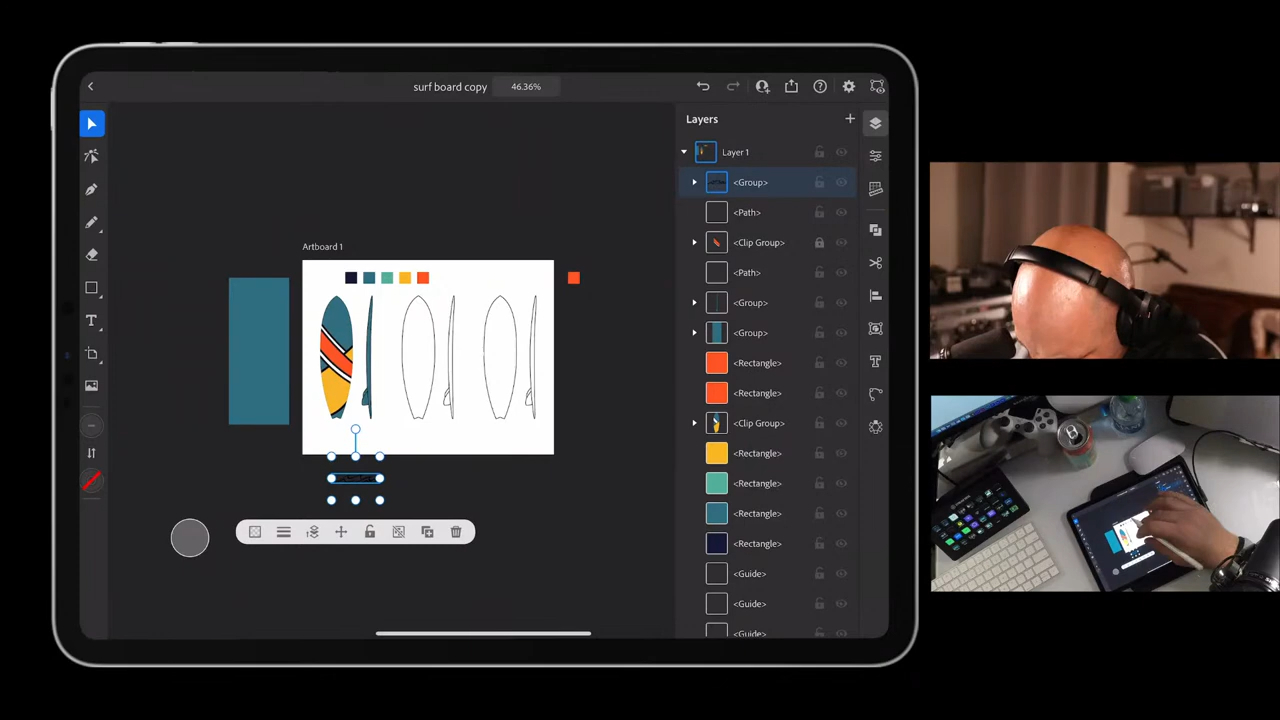 surf board copy 46.36%
Layers
Layer 1
<Group>
<Path>
<Clip Group>
<Path>
<Group>
<Group>
<Rectangle>
<Rectangle>
<Clip Group>
<Rectangle>
<Rectangle>
<Rectangle>
<Rectangle>
<Guide>
<Guide>
<Guide>
Artboard 1